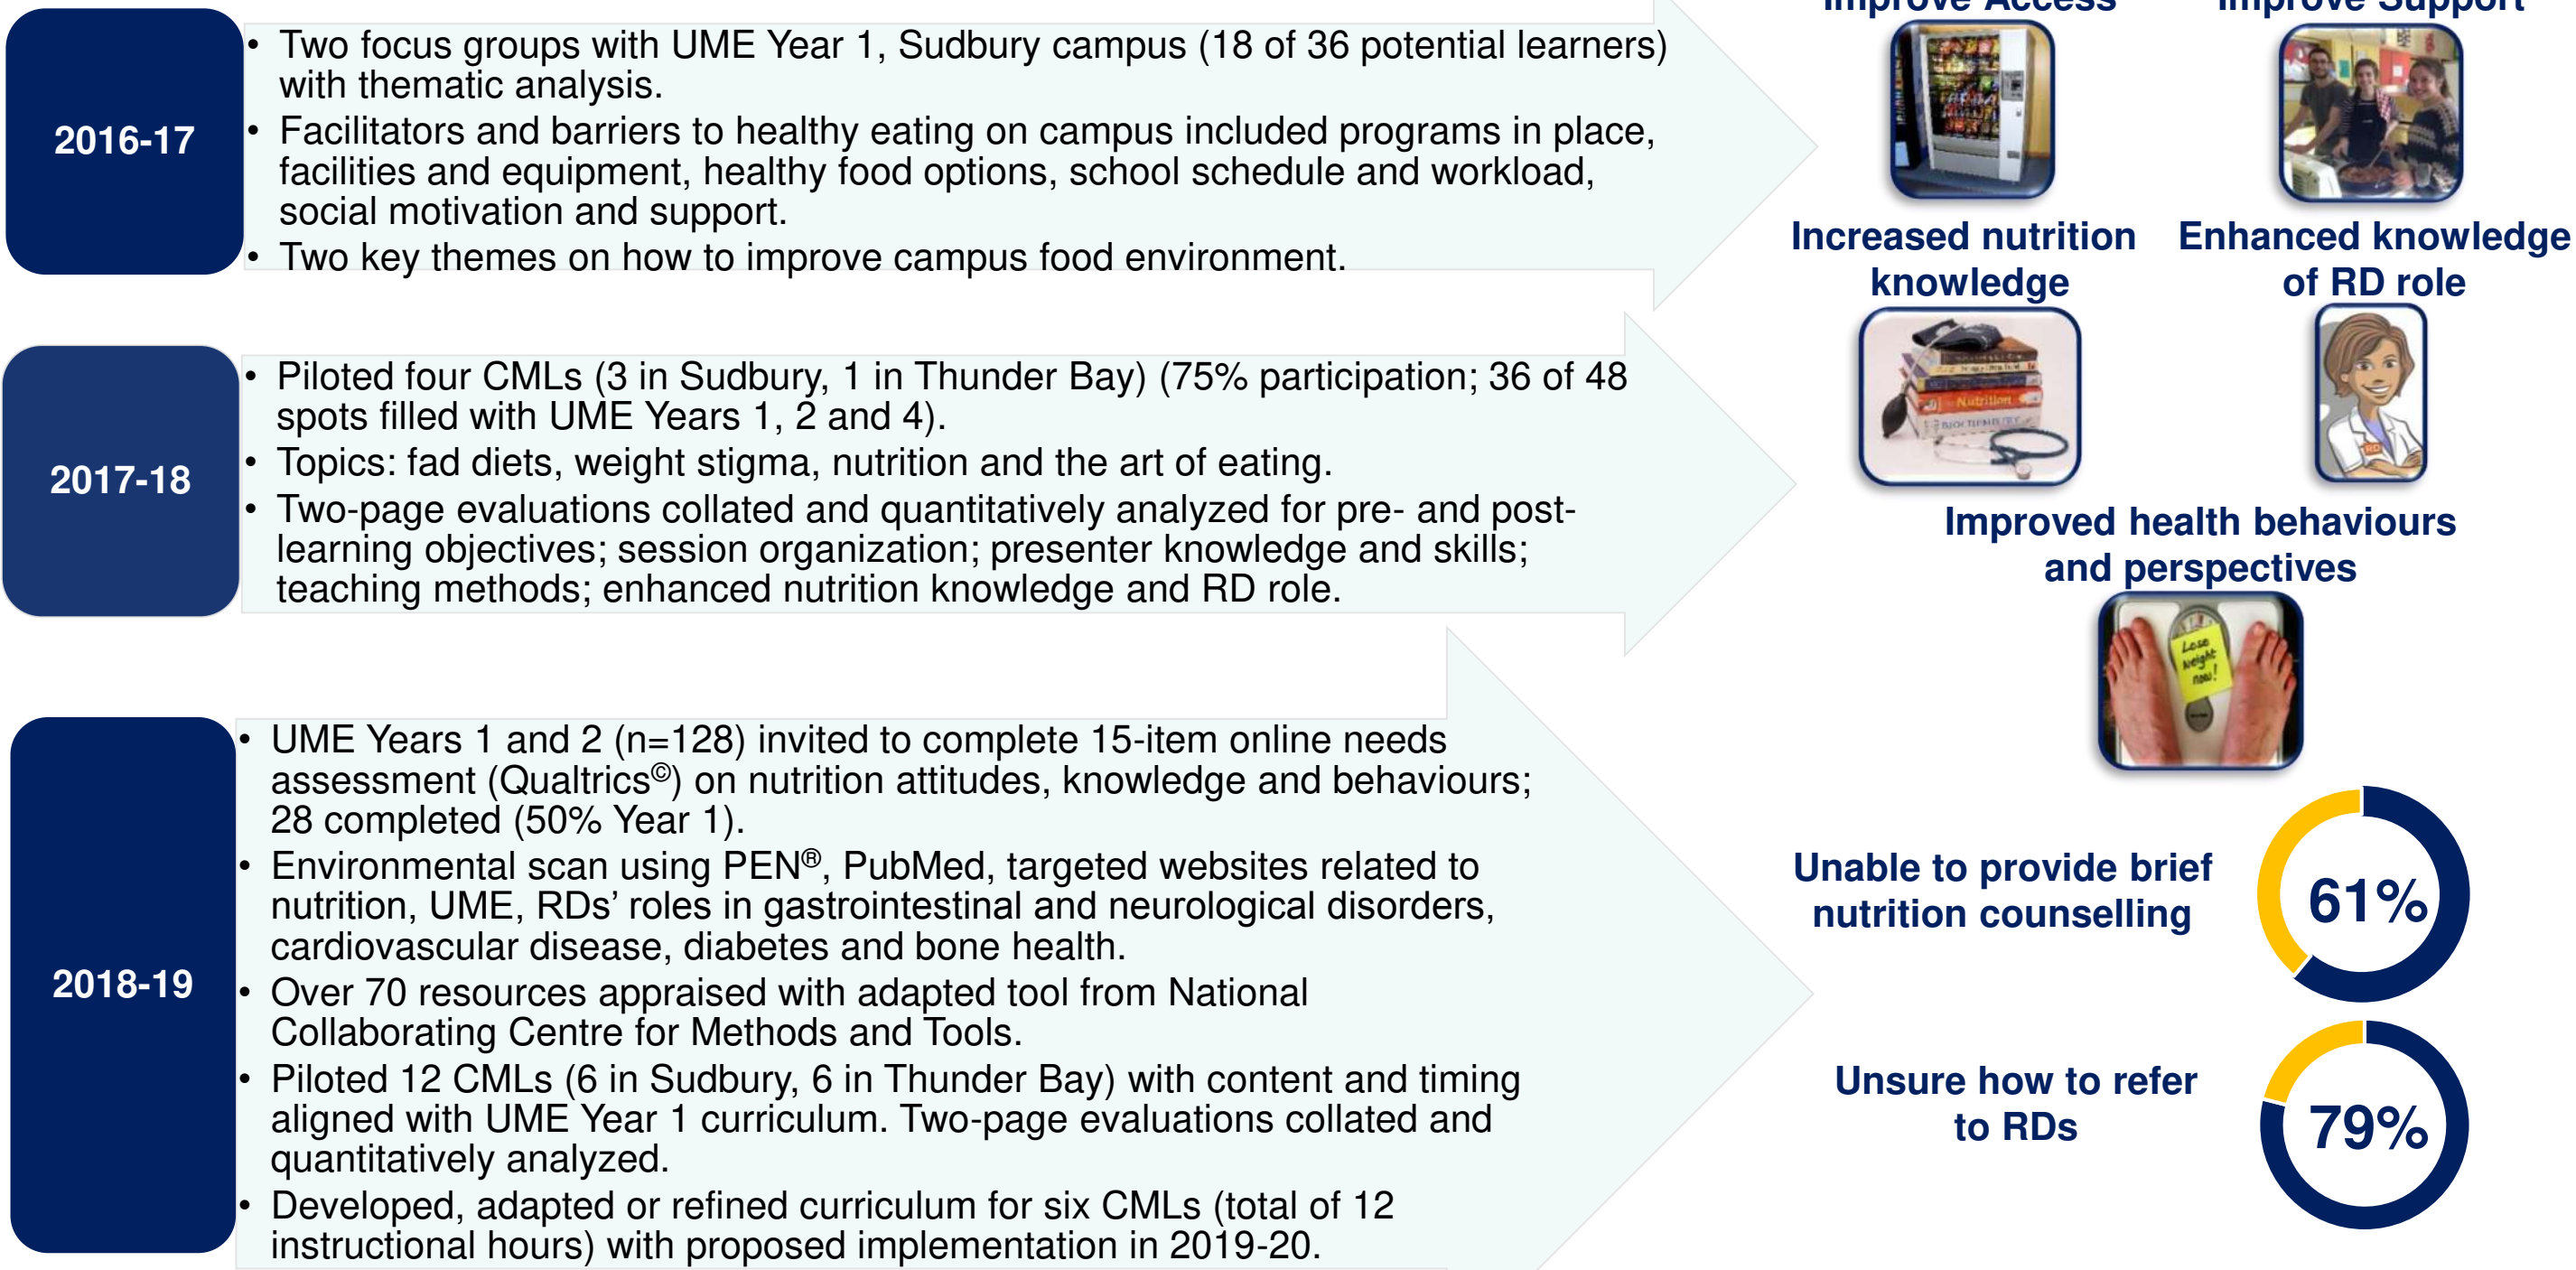 Improve Access
Improve Support
2016-17
• Two focus groups with UME Year 1, Sudbury campus (18 of 36 potential learners)
with thematic analysis.
• Facilitators and barriers to healthy eating on campus included programs in place,
facilities and equipment, healthy food options, school schedule and workload,
social motivation and support.
• Two key themes on how to improve campus food environment.
Increased nutrition
knowledge
Enhanced knowledge
of RD role
Nutrition
RD
2017-18
• Piloted four CMLs (3 in Sudbury, 1 in Thunder Bay) (75% participation; 36 of 48
spots filled with UME Years 1, 2 and 4).
• Topics: fad diets, weight stigma, nutrition and the art of eating.
• Two-page evaluations collated and quantitatively analyzed for pre- and post-
learning objectives; session organization; presenter knowledge and skills;
teaching methods; enhanced nutrition knowledge and RD role.
Improved health behaviours
and perspectives
Lose
Weight
now!
2018-19
• UME Years 1 and 2 (n=128) invited to complete 15-item online needs
assessment (Qualtrics©) on nutrition attitudes, knowledge and behaviours;
28 completed (50% Year 1).
• Environmental scan using PEN®, PubMed, targeted websites related to
nutrition, UME, RDs’ roles in gastrointestinal and neurological disorders,
cardiovascular disease, diabetes and bone health.
• Over 70 resources appraised with adapted tool from National
Collaborating Centre for Methods and Tools.
• Piloted 12 CMLs (6 in Sudbury, 6 in Thunder Bay) with content and timing
aligned with UME Year 1 curriculum. Two-page evaluations collated and
quantitatively analyzed.
• Developed, adapted or refined curriculum for six CMLs (total of 12
instructional hours) with proposed implementation in 2019-20.
Unable to provide brief
nutrition counselling
61%
Unsure how to refer
to RDs
79%